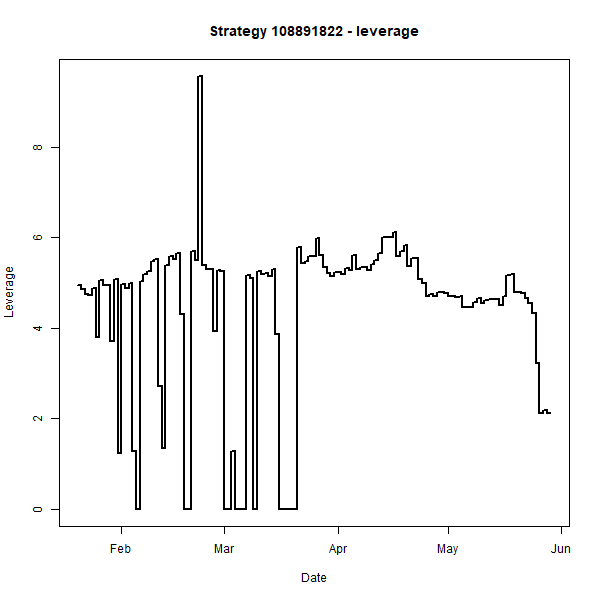 Strategy 108891822 - leverage
Leverage
8
6
4
2
0
Feb
Mar
Apr
May
Jun
Date